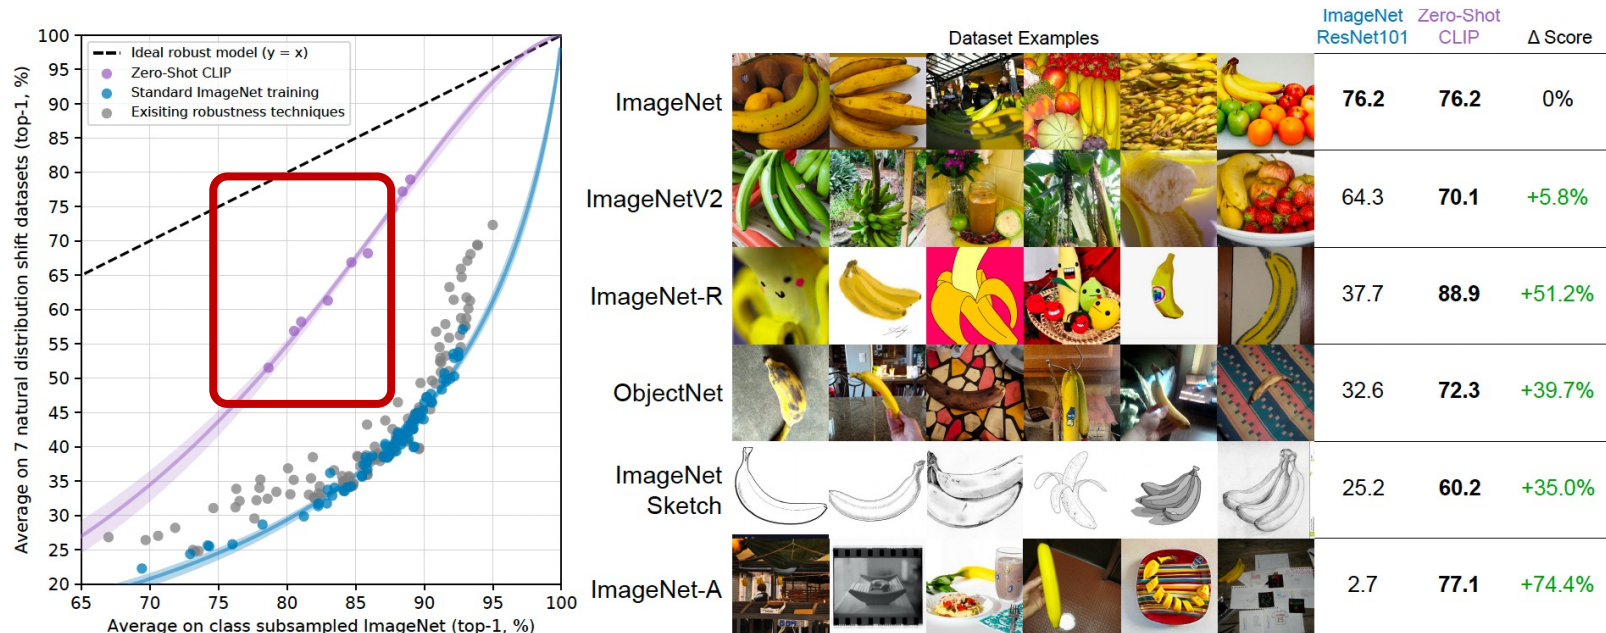 100
95
90
85
80
75
70
65
60
55
50
45
40
35
30
25
20
Average on 7 natural distribution shift datasets (top-1, %)
Ideal robust model (y = x)
Zero-Shot CLIP
Standard ImageNet training
Exisiting robustness techniques
65 70 75 80 85 90 95 100
Average on class subsampled ImageNet (top-1, %)
Dataset Examples
ImageNet ResNet101
Zero-Shot CLIP
Δ Score
ImageNet 76.2 76.2 0%
ImageNetV2 64.3 70.1 +5.8%
ImageNet-R 37.7 88.9 +51.2%
ObjectNet 32.6 72.3 +39.7%
ImageNet
Sketch 25.2 60.2 +35.0%
ImageNet-A 2.7 77.1 +74.4%